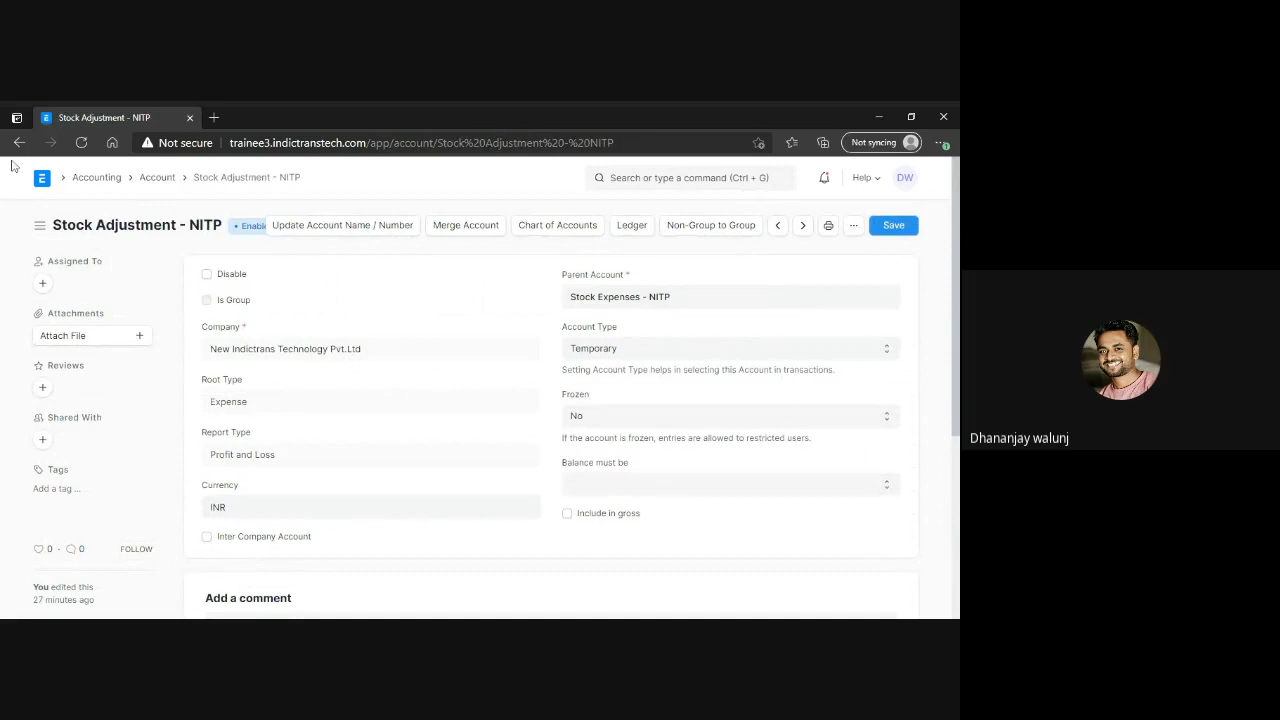 Stock Adjustment - NITP
Not secure
trainee3.indictranstech.com/app/account/Stock%20Adjustment%20-%20NITP
Not syncing
E
Accounting
Account
Stock Adjustment - NITP
Search or type a command (Ctrl + G)
Help
DW
Stock Adjustment - NITP
Update Account Name / Number
Merge Account
Chart of Accounts
Ledger
Non-Group to Group
Save
Assigned To
Attachments
Attach File
Reviews
Shared With
Tags
Add a tag ...
0 · 0
FOLLOW
You edited this
27 minutes ago
Disable
Is Group
Company *
New Indictrans Technology Pvt.Ltd
Root Type
Expense
Report Type
Profit and Loss
Currency
INR
Inter Company Account
Parent Account *
Stock Expenses - NITP
Account Type
Temporary
Setting Account Type helps in selecting this Account in transactions.
Frozen
No
If the account is frozen, entries are allowed to restricted users.
Balance must be
Include in gross
Add a comment
Dhananjay walunj